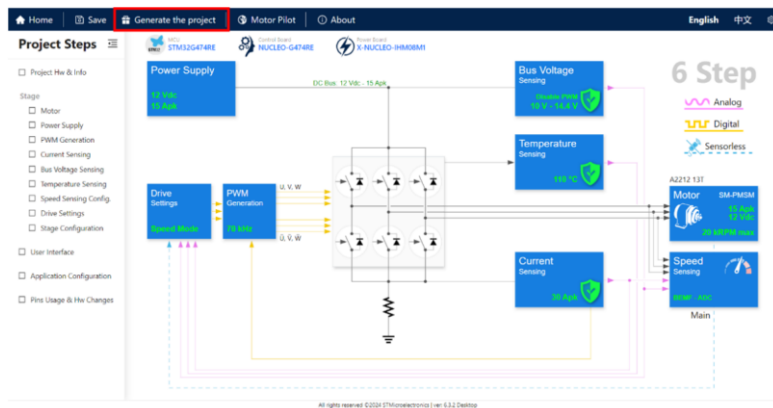 Home Save Generate the project Motor Pilot About English 中文
Project Steps
MCU
STM32G474RE
Control Board
NUCLEO-G474RE
Power Board
X-NUCLEO-IHM08M1
Project Hw & Info
Stage
Motor
Power Supply
PWM Generation
Current Sensing
Bus Voltage Sensing
Temperature Sensing
Speed Sensing Config.
Drive Settings
Stage Configuration
User Interface
Application Configuration
Pins Usage & Hw Changes
Power Supply
12 Vdc
15 Apk
DC Bus, 12 Vdc - 15 Apk
Bus Voltage
Sensing
Disable PWM
10 V - 14.4 V
6 Step
Analog
Digital
Sensorless
Temperature
Sensing
110 °C
Drive
Settings
Speed Mode
PWM
Generation
70 kHz
U, V, W
Ū, V̄, W̄
A2212 13T
Motor SM-PMSM
15 Apk
12 Vdc
20 kRPM max
Current
Sensing
30 Apk
Speed
Sensing
BEMF - ADC
Main
All rights reserved ©2024 STMicroelectronics | ver 6.3.2 Desktop